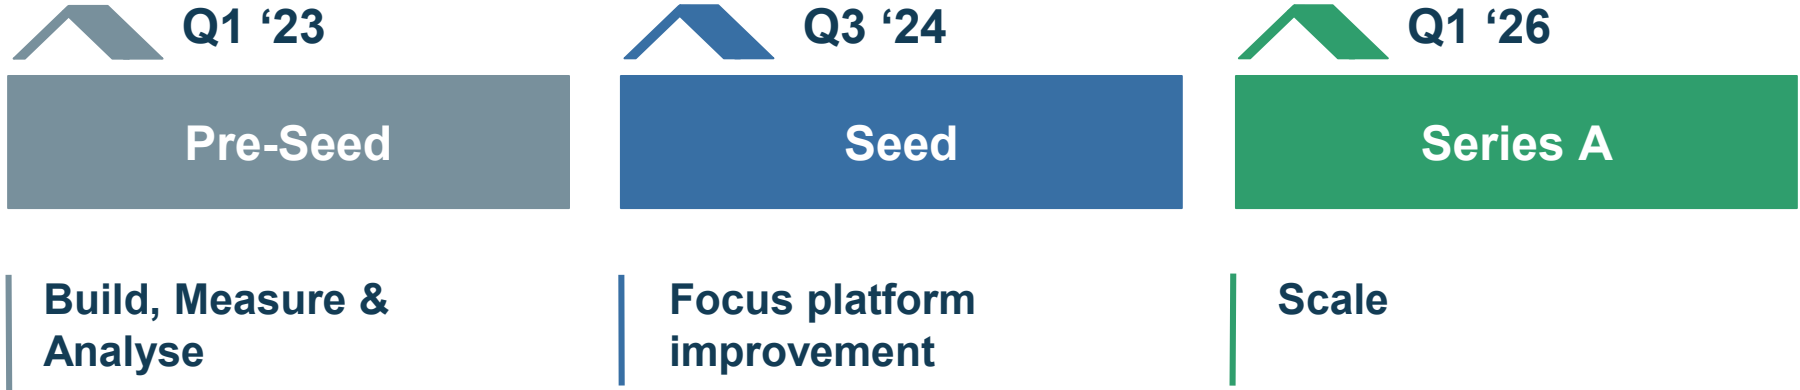 Q1 ‘23
Pre-Seed
Build, Measure &
Analyse
Q3 ‘24
Seed
Focus platform
improvement
Q1 ‘26
Series A
Scale